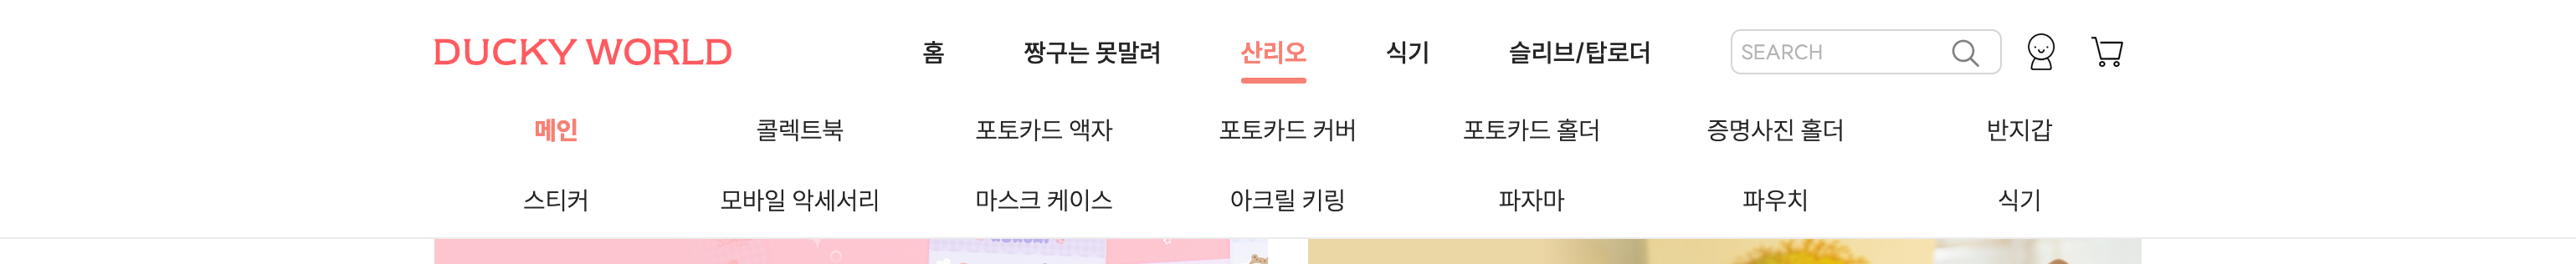 DUCKY WORLD 홈 짱구는 못말려 산리오 식기 슬리브/탑로더 SEARCH
메인 콜렉트북 포토카드 액자 포토카드 커버 포토카드 홀더 증명사진 홀더 반지갑
스티커 모바일 악세서리 마스크 케이스 아크릴 키링 파자마 파우치 식기